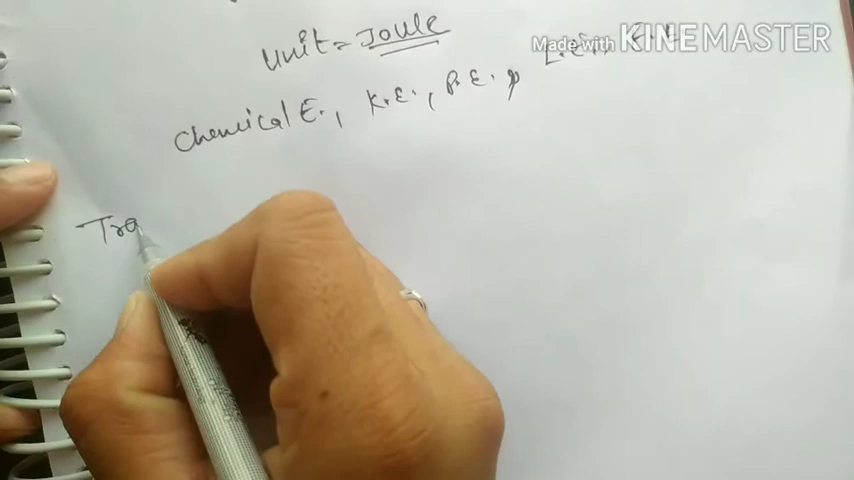 Unit = Joule
Made with KINEMASTER
Chemical E., K.E., P.E.,
Tra